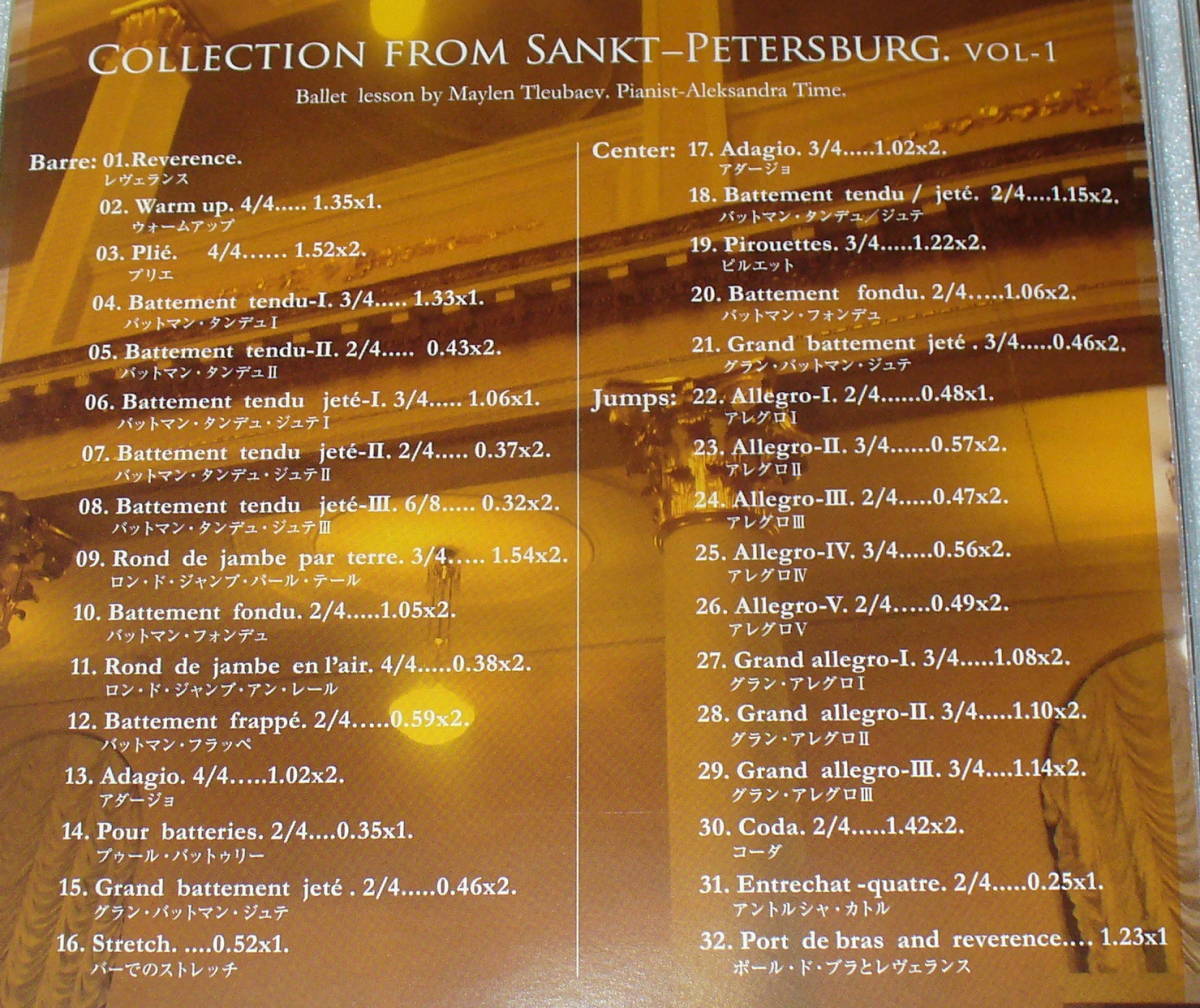 COLLECTION FROM SANKT–PETERSBURG. VOL-1
Ballet lesson by Maylen Tleubaev. Pianist-Aleksandra Time.
Barre: 01.Reverence.
レヴェランス
02. Warm up. 4/4..... 1.35x1.
ウォームアップ
03. Plié. 4/4...... 1.52x2.
プリエ
04. Battement tendu-I. 3/4..... 1.33x1.
バットマン・タンデュⅠ
05. Battement tendu-II. 2/4..... 0.43x2.
バットマン・タンデュⅡ
06. Battement tendu jeté-I. 3/4..... 1.06x1.
バットマン・タンデュ・ジュテⅠ
07. Battement tendu jeté-II. 2/4..... 0.37x2.
バットマン・タンデュ・ジュテⅡ
08. Battement tendu jeté-III. 6/8..... 0.32x2.
バットマン・タンデュ・ジュテⅢ
09. Rond de jambe par terre. 3/4..... 1.54x2.
ロン・ド・ジャンブ・パール・テール
10. Battement fondu. 2/4.....1.05x2.
バットマン・フォンデュ
11. Rond de jambe en l'air. 4/4.....0.38x2.
ロン・ド・ジャンブ・アン・レール
12. Battement frappé. 2/4.....0.59x2.
バットマン・フラッペ
13. Adagio. 4/4.....1.02x2.
アダージョ
14. Pour batteries. 2/4....0.35x1.
プゥール・バットゥリー
15. Grand battement jeté . 2/4.....0.46x2.
グラン・バットマン・ジュテ
16. Stretch. ....0.52x1.
バーでのストレッチ
Center: 17. Adagio. 3/4.....1.02x2.
アダージョ
18. Battement tendu / jeté. 2/4....1.15x2.
バットマン・タンデュ／ジュテ
19. Pirouettes. 3/4.....1.22x2.
ピルエット
20. Battement fondu. 2/4.....1.06x2.
バットマン・フォンデュ
21. Grand battement jeté . 3/4.....0.46x2.
グラン・バットマン・ジュテ
Jumps: 22. Allegro-I. 2/4......0.48x1.
アレグロⅠ
23. Allegro-II. 3/4.....0.57x2.
アレグロⅡ
24. Allegro-III. 2/4.....0.47x2.
アレグロⅢ
25. Allegro-IV. 3/4.....0.56x2.
アレグロⅣ
26. Allegro-V. 2/4.....0.49x2.
アレグロⅤ
27. Grand allegro-I. 3/4.....1.08x2.
グラン・アレグロⅠ
28. Grand allegro-II. 3/4.....1.10x2.
グラン・アレグロⅡ
29. Grand allegro-III. 3/4....1.14x2.
グラン・アレグロⅢ
30. Coda. 2/4.....1.42x2.
コーダ
31. Entrechat -quatre. 2/4.....0.25x1.
アントルシャ・カトル
32. Port de bras and reverence.... 1.23x1
ポール・ド・ブラとレヴェランス